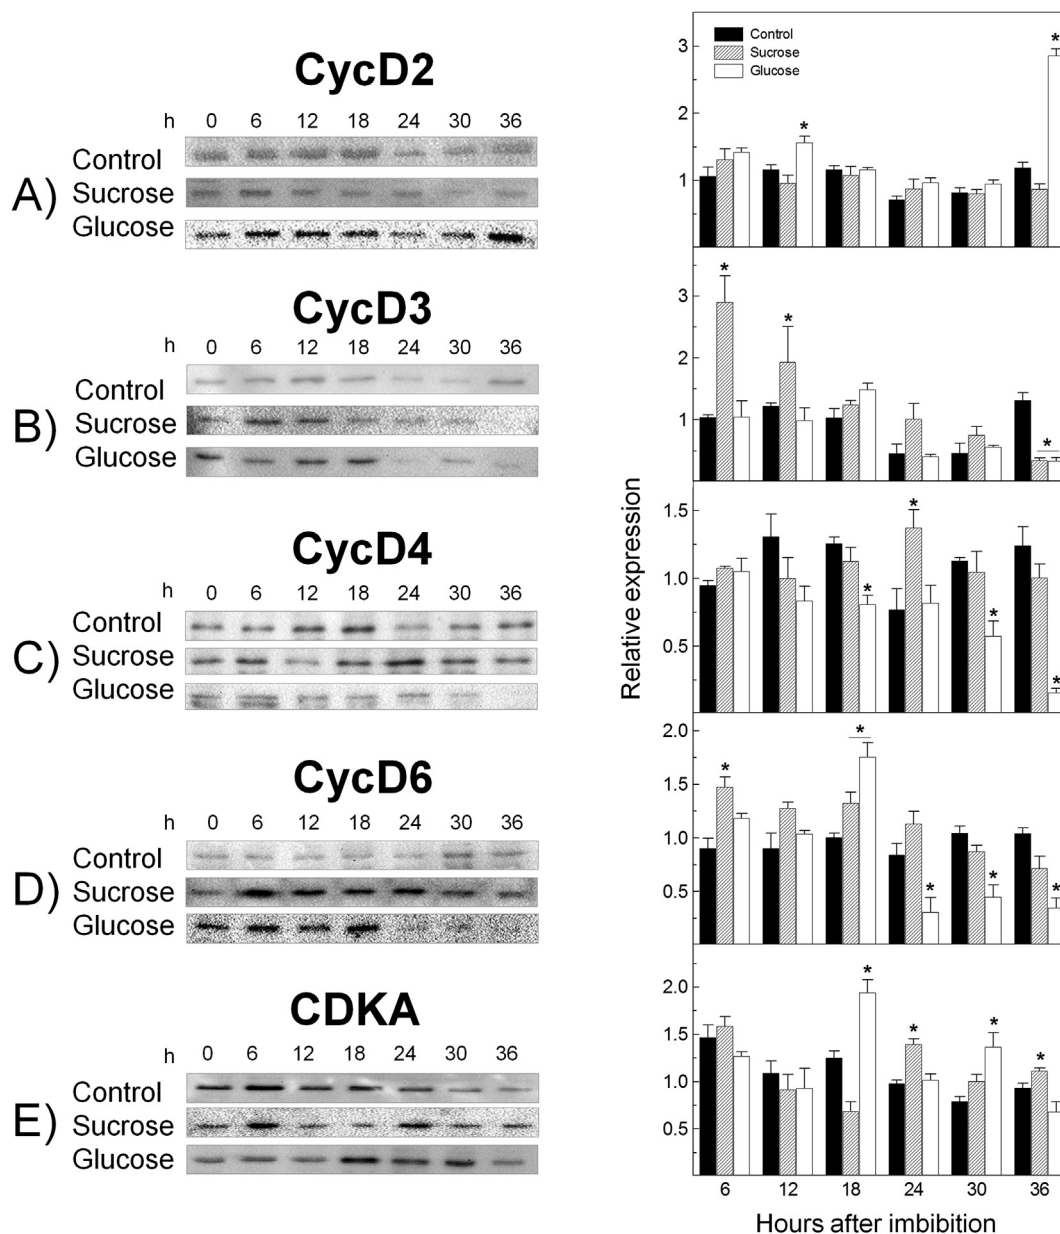 CycD2
h 0 6 12 18 24 30 36
Control
A) Sucrose
Glucose
CycD3
h 0 6 12 18 24 30 36
Control
B) Sucrose
Glucose
CycD4
h 0 6 12 18 24 30 36
Control
C) Sucrose
Glucose
CycD6
h 0 6 12 18 24 30 36
Control
D) Sucrose
Glucose
CDKA
h 0 6 12 18 24 30 36
Control
E) Sucrose
Glucose
Control
Sucrose
Glucose
*
*
3
2
1
*
*
*
3
2
1
*
*
*
*
1.5
1.0
0.5
*
*
*
*
*
2.0
1.5
1.0
0.5
*
*
*
*
2.0
1.5
1.0
0.5
6 12 18 24 30 36
Relative expression
Hours after imbibition